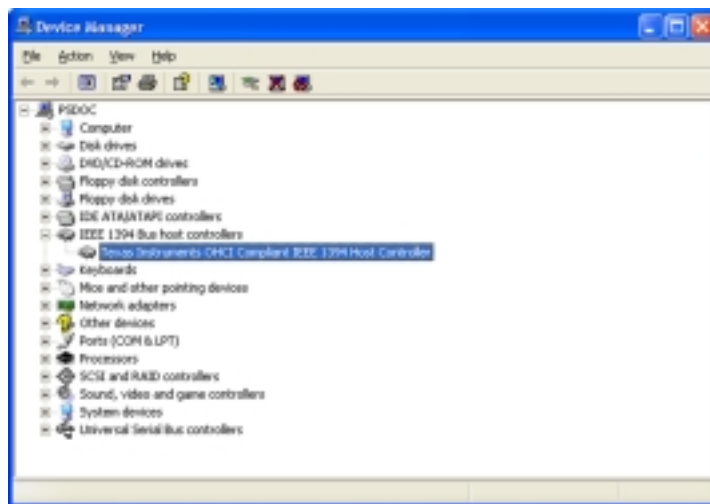 Device Manager
File Action View Help
PSDOC
Computer
Disk drives
DVD/CD-ROM drives
Floppy disk controllers
Floppy disk drives
IDE ATA/ATAPI controllers
IEEE 1394 Bus host controllers
Texas Instruments OHCI Compliant IEEE 1394 Host Controller
Keyboards
Mice and other pointing devices
Network adapters
Other devices
Ports (COM & LPT)
Processors
SCSI and RAID controllers
Sound, video and game controllers
System devices
Universal Serial Bus controllers